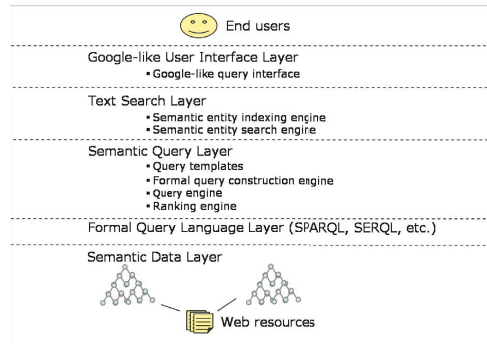 End users
Google-like User Interface Layer
▪ Google-like query interface
Text Search Layer
▪ Semantic entity indexing engine
▪ Semantic entity search engine
Semantic Query Layer
▪ Query templates
▪ Formal query construction engine
▪ Query engine
▪ Ranking engine
Formal Query Language Layer (SPARQL, SERQL, etc.)
Semantic Data Layer
Web resources